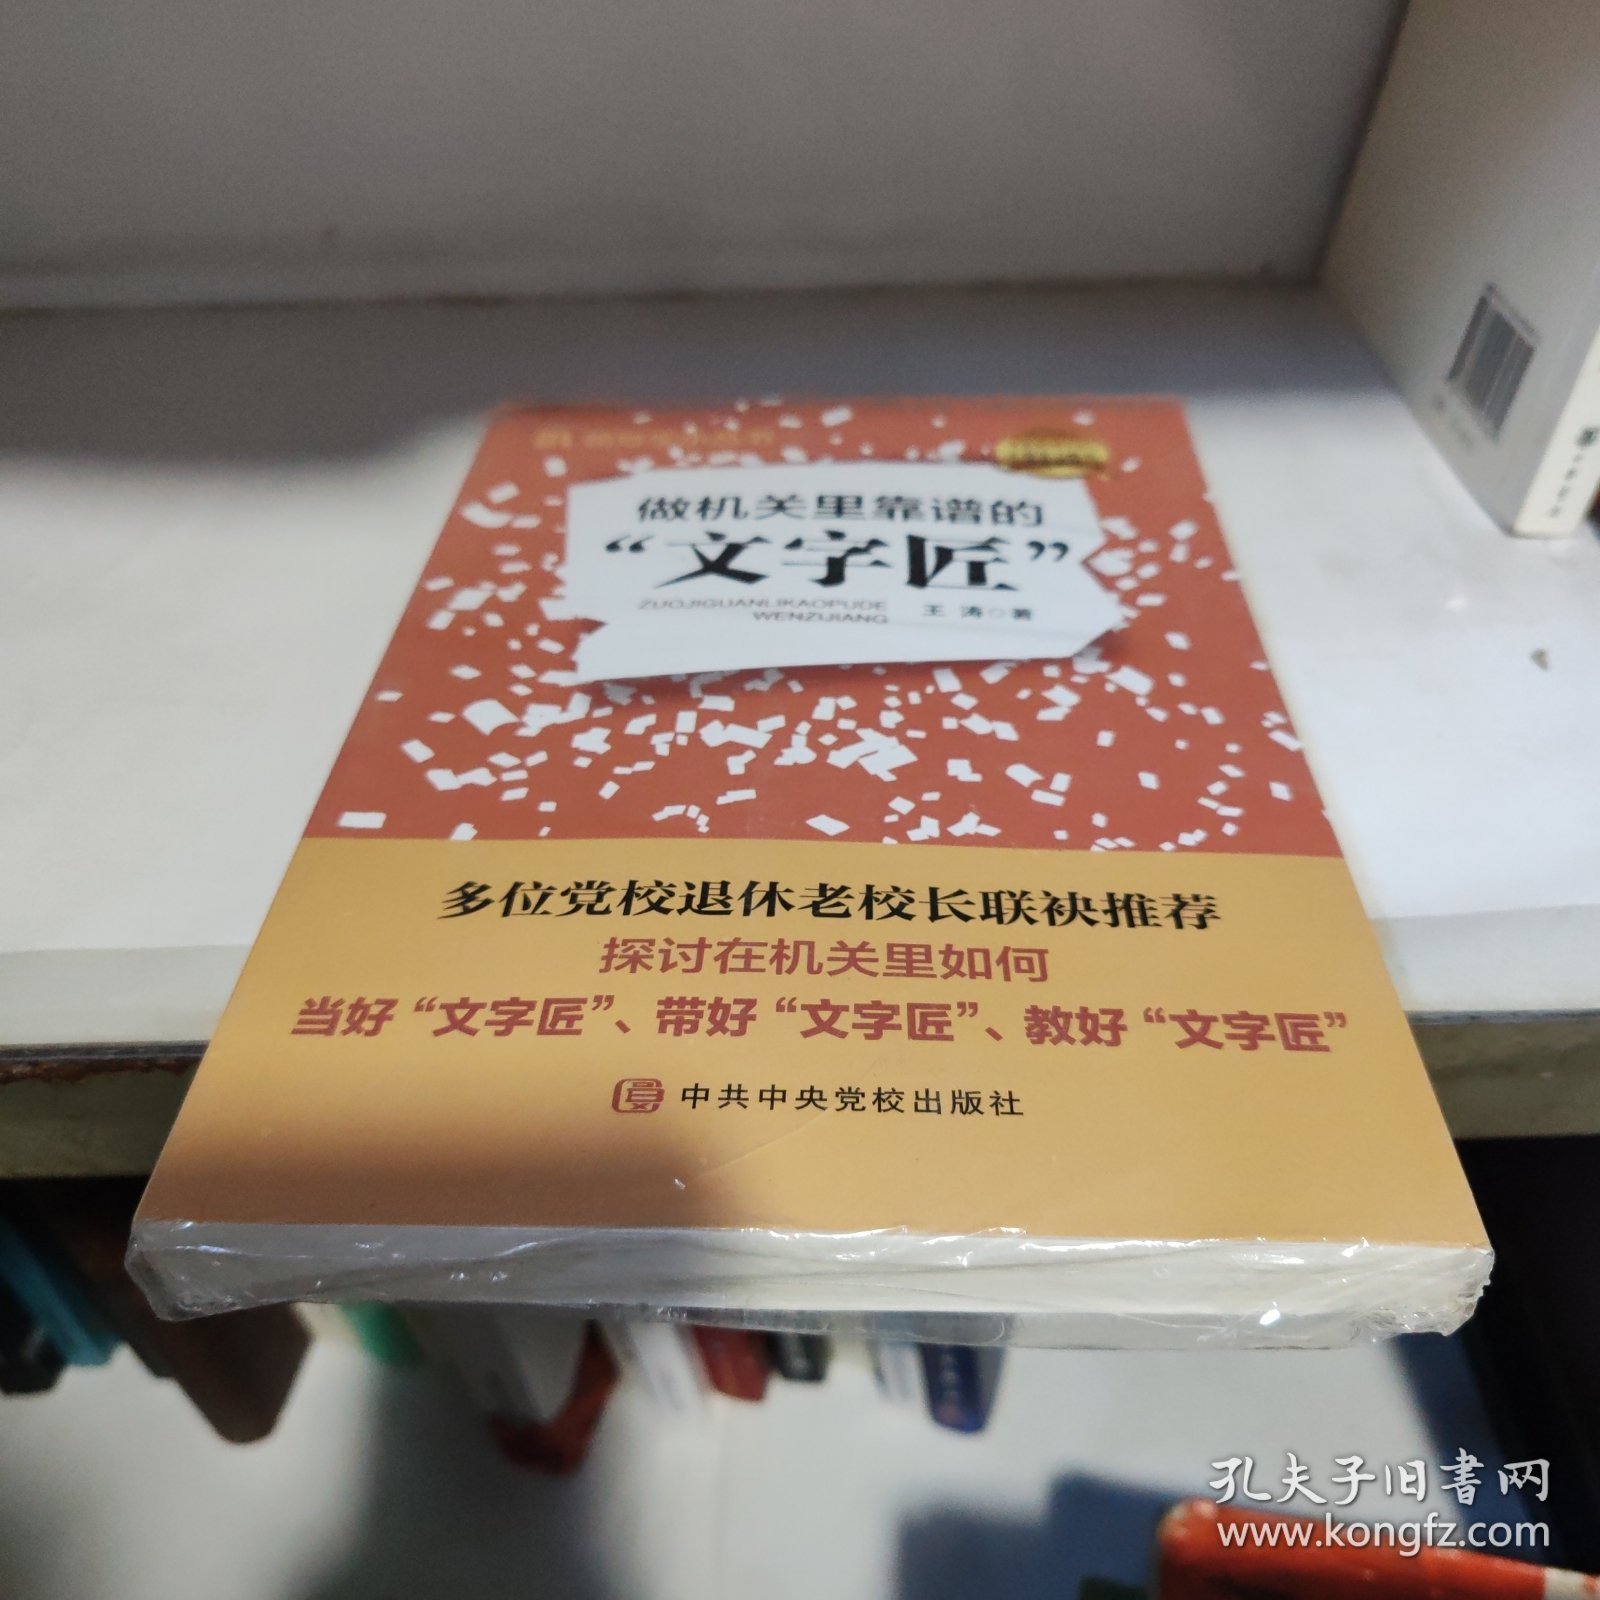 做机关里靠谱的
“文字匠”
ZUOJIGUANLIKAOPUDE
WENZIJIANG
王 涛◇著
多位党校退休老校长联袂推荐
探讨在机关里如何
当好“文字匠”、带好“文字匠”、教好“文字匠”
中共中央党校出版社
孔夫子旧书网
www.kongfz.com